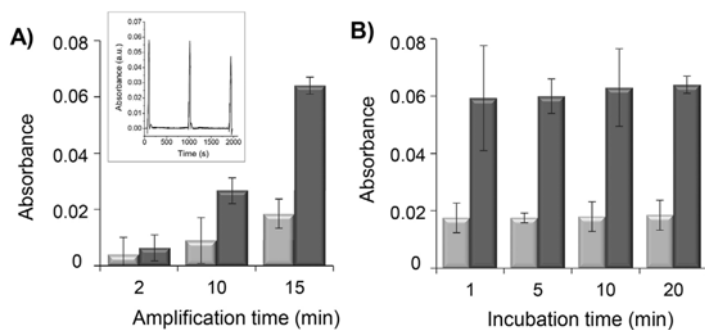 A)
0.08
0.06
0.04
0.02
0
Absorbance
2 10 15
Amplification time (min)
0.07
0.06
0.05
0.04
0.03
0.02
0.01
0.00
Absorbance (a.u.)
0 500 1000 1500 2000
Time (s)
B)
0.08
0.06
0.04
0.02
0
Absorbance
1 5 10 20
Incubation time (min)